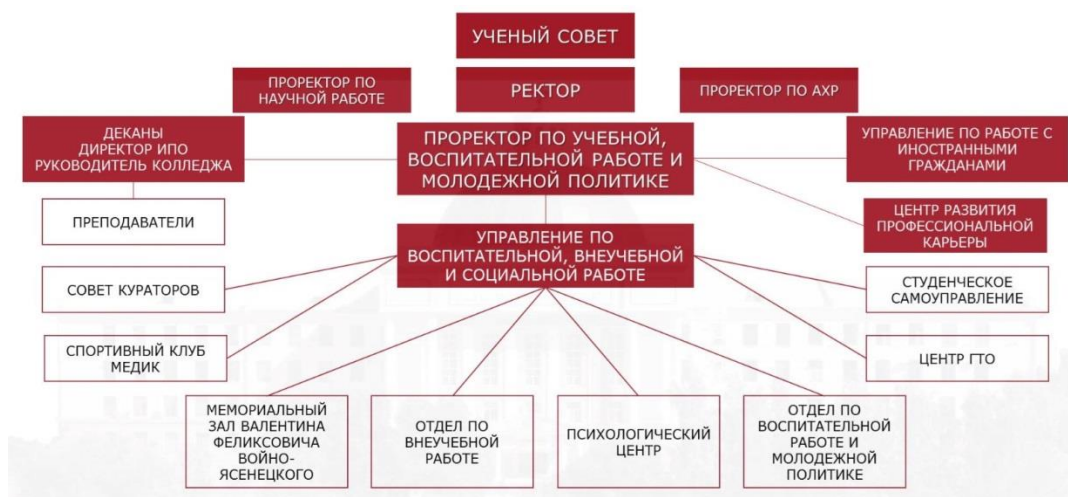 УЧЕНЫЙ СОВЕТ
ПРОРЕКТОР ПО
НАУЧНОЙ РАБОТЕ
РЕКТОР
ПРОРЕКТОР ПО АХР
ДЕКАНЫ
ДИРЕКТОР ИПО
РУКОВОДИТЕЛЬ КОЛЛЕДЖА
ПРОРЕКТОР ПО УЧЕБНОЙ,
ВОСПИТАТЕЛЬНОЙ РАБОТЕ И
МОЛОДЕЖНОЙ ПОЛИТИКЕ
УПРАВЛЕНИЕ ПО РАБОТЕ С
ИНОСТРАННЫМИ
ГРАЖДАНАМИ
ПРЕПОДАВАТЕЛИ
УПРАВЛЕНИЕ ПО
ВОСПИТАТЕЛЬНОЙ, ВНЕУЧЕБНОЙ
И СОЦИАЛЬНОЙ РАБОТЕ
ЦЕНТР РАЗВИТИЯ
ПРОФЕССИОНАЛЬНОЙ
КАРЬЕРЫ
СОВЕТ КУРАТОРОВ
СТУДЕНЧЕСКОЕ
САМОУПРАВЛЕНИЕ
СПОРТИВНЫЙ КЛУБ
МЕДИК
ЦЕНТР ГТО
МЕМОРИАЛЬНЫЙ
ЗАЛ ВАЛЕНТИНА
ФЕЛИКСОВИЧА
ВОЙНО-
ЯСЕНЕЦКОГО
ОТДЕЛ ПО
ВНЕУЧЕБНОЙ
РАБОТЕ
ПСИХОЛОГИЧЕСКИЙ
ЦЕНТР
ОТДЕЛ ПО
ВОСПИТАТЕЛЬНОЙ
РАБОТЕ И
МОЛОДЕЖНОЙ
ПОЛИТИКЕ